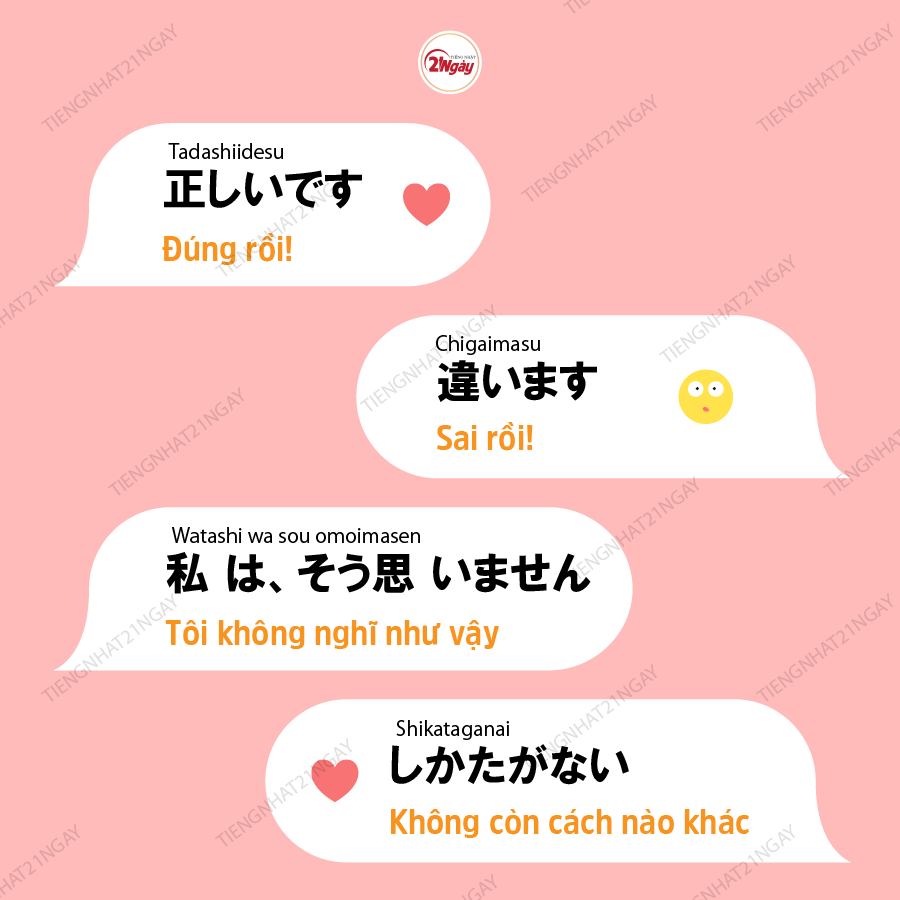 TIẾNG NHẬT
21Ngày
Tadashiidesu
正しいです
Đúng rồi!
Chigaimasu
違います
Sai rồi!
Watashi wa sou omoimasen
私 は、そう思 いません
Tôi không nghĩ như vậy
Shikataganai
しかたがない
Không còn cách nào khác
TIENGNHAT21NGAY